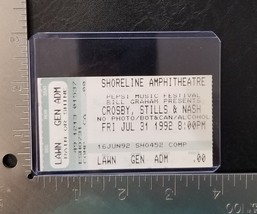 SHORELINE AMPHITHEATRE
PEPSI MUSIC FESTIVAL
BILL GRAHAM PRESENTS
CROSBY, STILLS & NASH
NO PHOTO/BOT&CAN/ALCOHOL
FRI JUL 31 1992 8:00PM
16JUN92 SH0452 COMP
LAWN GEN ADM .00
LAWN GEN ADM